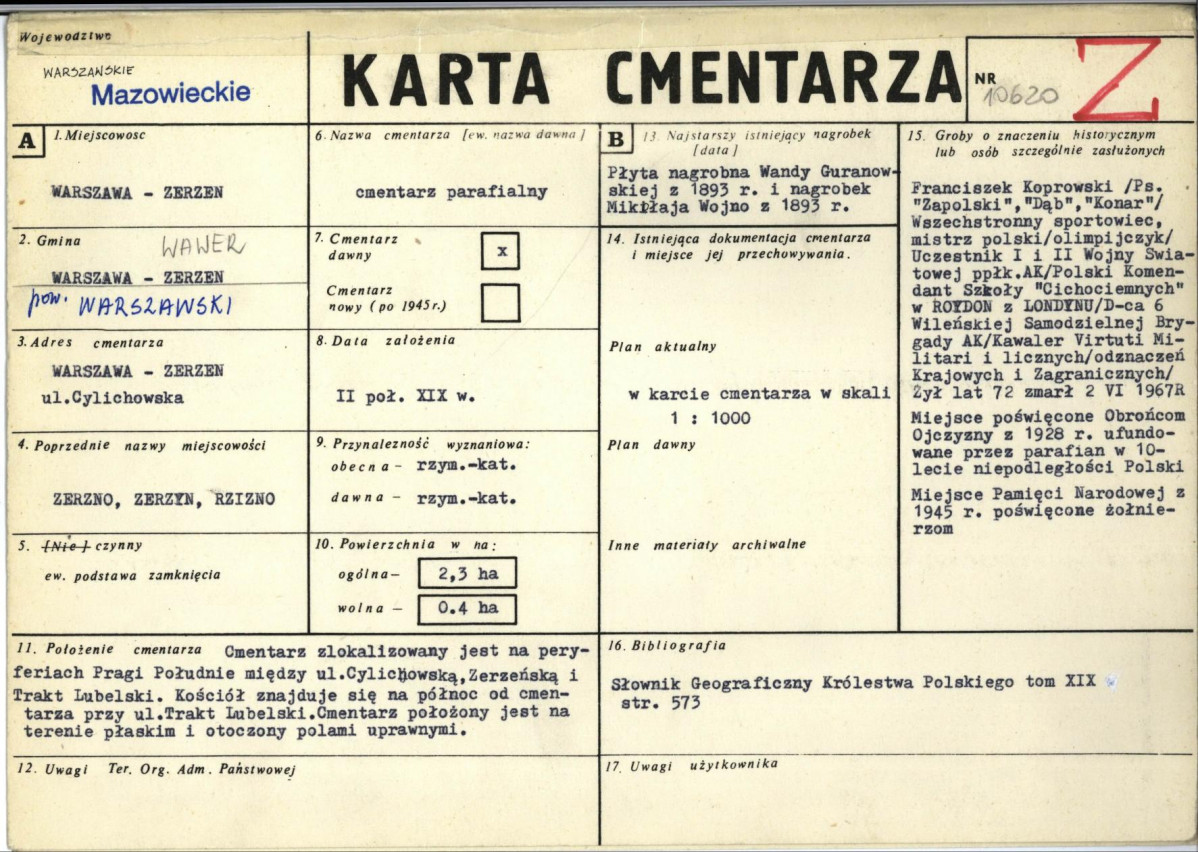 Województwo
WARSZAWSKIE
Mazowieckie
KARTA CMENTARZA
NR
10620
Z
A
1. Miejscowosc
WARSZAWA - ZERZEN
2. Gmina
WAWER
WARSZAWA - ZERZEN
pow. WARSZAWSKI
3. Adres cmentarza
WARSZAWA - ZERZEN
ul.Cylichowska
4. Poprzednie nazwy miejscowości
ZERZNO, ZERZYN, RZIZNO
5. [Nie] czynny
ew. podstawa zamknięcia
6. Nazwa cmentarza [ew. nazwa dawna]
cmentarz parafialny
7. Cmentarz
dawny
x
Cmentarz
nowy (po 1945r.)
8. Data założenia
II poł. XIX w.
9. Przynależność wyznaniowa:
obecna - rzym.-kat.
dawna - rzym.-kat.
10. Powierzchnia w ha:
ogólna - 2,3 ha
wolna - 0.4 ha
11. Położenie cmentarza Cmentarz zlokalizowany jest na pery-
feriach Pragi Południe między ul.Cylichowską,Zerzeńską i
Trakt Lubelski. Kościół znajduje się na północ od cmen-
tarza przy ul.Trakt Lubelski.Cmentarz położony jest na
terenie płaskim i otoczony polami uprawnymi.
12. Uwagi Ter. Org. Adm. Państwowej
B
13. Najstarszy istniejący nagrobek
[data]
Płyta nagrobna Wandy Guranow-
skiej z 1893 r. i nagrobek
Mikołaja Wojno z 1893 r.
14. Istniejąca dokumentacja cmentarza
i miejsce jej przechowywania.
Plan aktualny
w karcie cmentarza w skali
1 : 1000
Plan dawny
Inne materiały archiwalne
15. Groby o znaczeniu historycznym
lub osób szczególnie zasłużonych
Franciszek Koprowski /Ps.
"Zapolski","Dąb","Konar"/
Wszechstronny sportowiec,
mistrz polski/olimpijczyk/
Uczestnik I i II Wojny Swia-
towej ppłk.AK/Polski Komen-
dant Szkoły "Cichociemnych"
w ROYDON z LONDYNU/D-ca 6
Wileńskiej Samodzielnej Bry-
gady AK/Kawaler Virtuti Mi-
litari i licznych/odznaczeń
Krajowych i Zagranicznych/
Żył lat 72 zmarł 2 VI 1967R
Miejsce poświęcone Obrońcom
Ojczyzny z 1928 r. ufundo-
wane przez parafian w 10-
lecie niepodległości Polski
Miejsce Pamięci Narodowej z
1945 r. poświęcone żołnie-
rzom
16. Bibliografia
Słownik Geograficzny Królestwa Polskiego tom XIX
str. 573
17. Uwagi użytkownika